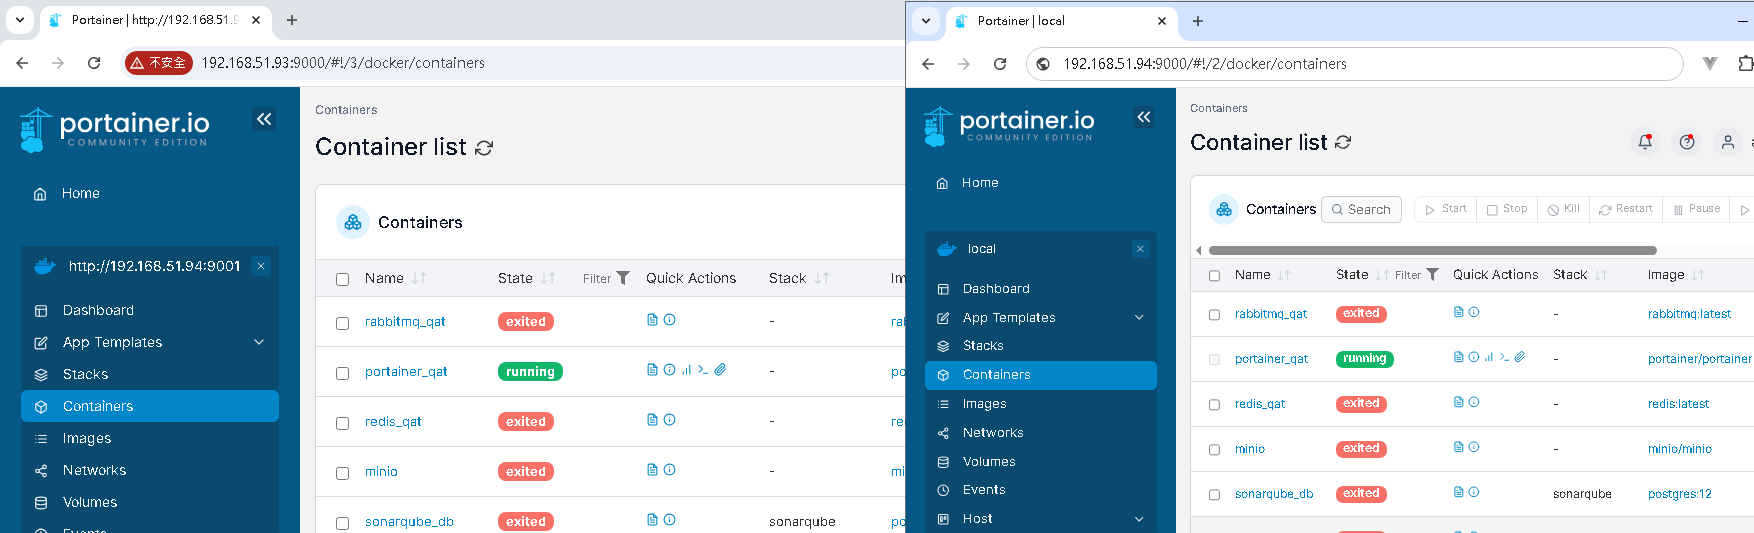 Portainer | http://192.168.51.9
不安全
192.168.51.93:9000/#!/3/docker/containers
portainer.io
COMMUNITY EDITION
Home
http://192.168.51.94:9001
Dashboard
App Templates
Stacks
Containers
Images
Networks
Volumes
Events
Containers
Container list
Containers
Name State Filter Quick Actions Stack Im
rabbitmq_qat exited - ral
portainer_qat running - po
redis_qat exited - re
minio exited - mi
sonarqube_db exited sonarqube po
Portainer | local
192.168.51.94:9000/#!/2/docker/containers
portainer.io
COMMUNITY EDITION
Home
local
Dashboard
App Templates
Stacks
Containers
Images
Networks
Volumes
Events
Host
Containers
Container list
Containers Search Start Stop Kill Restart Pause
Name State Filter Quick Actions Stack Image
rabbitmq_qat exited - rabbitmq:latest
portainer_qat running - portainer/portainer
redis_qat exited - redis:latest
minio exited - minio/minio
sonarqube_db exited sonarqube postgres:12